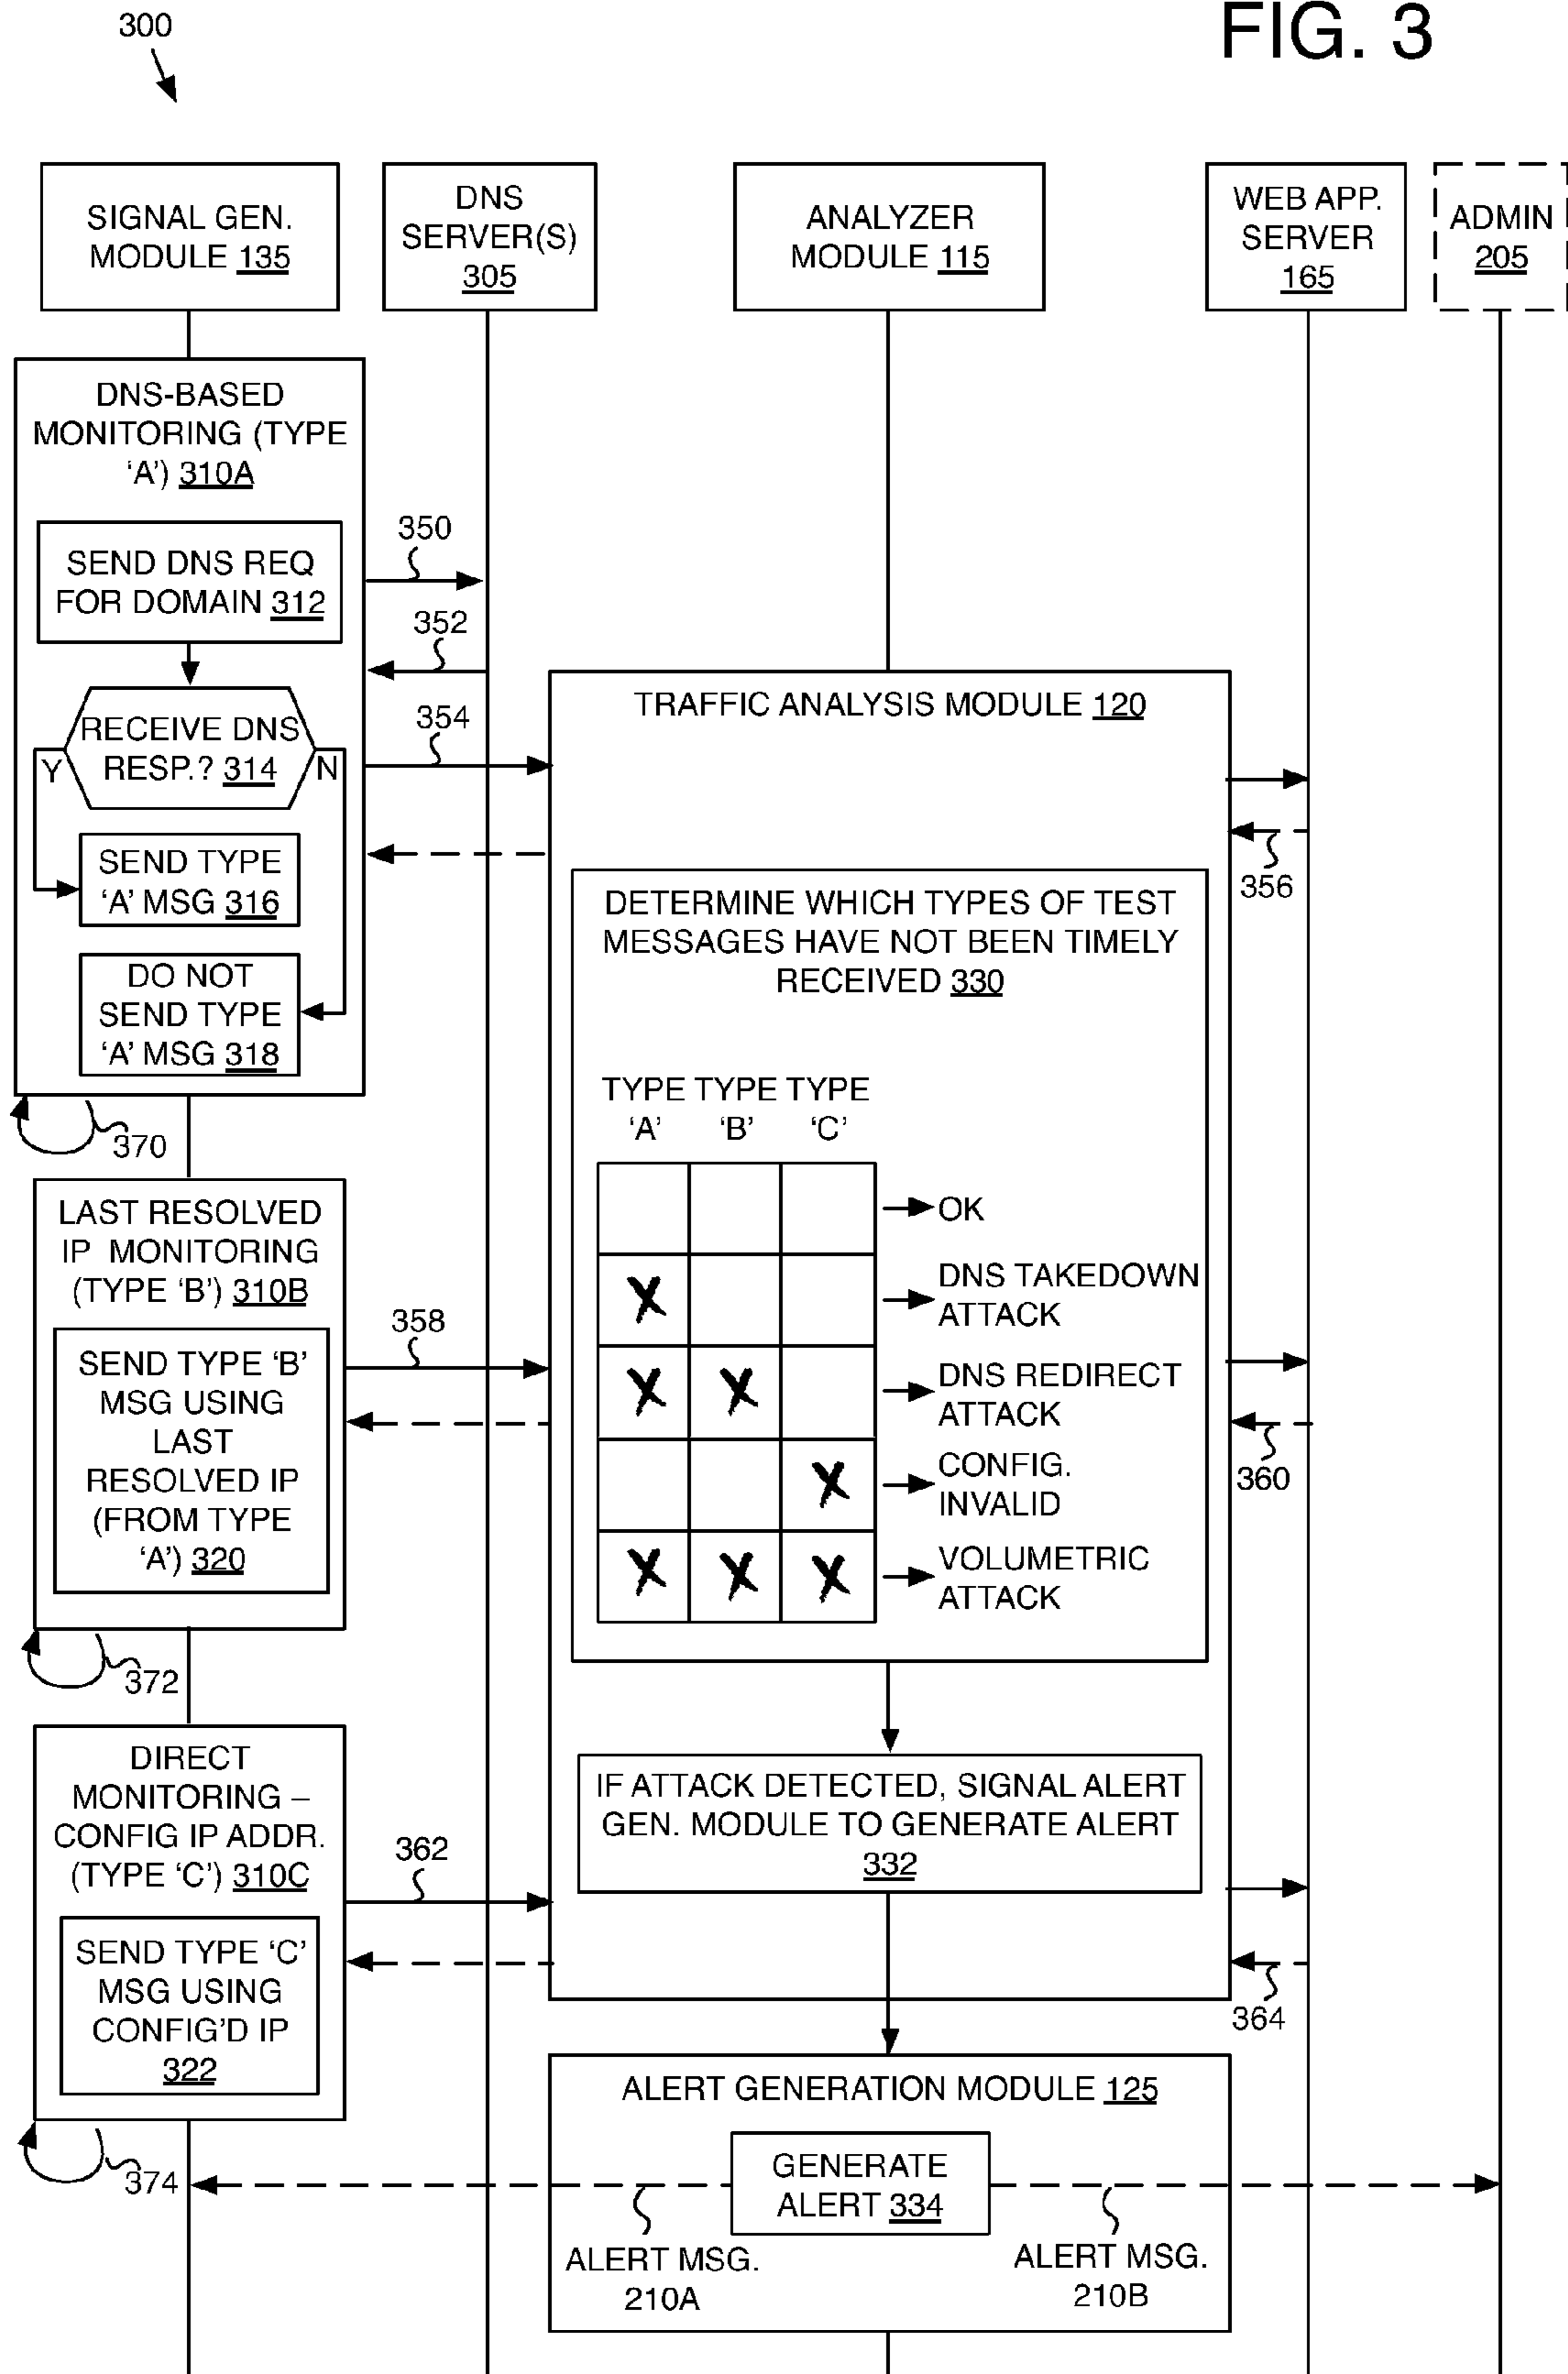 FIG. 3
300
SIGNAL GEN.
MODULE 135
DNS
SERVER(S)
305
ANALYZER
MODULE 115
WEB APP.
SERVER
165
ADMIN
205
DNS-BASED
MONITORING (TYPE
‘A’) 310A
SEND DNS REQ
FOR DOMAIN 312
RECEIVE DNS
RESP.? 314
Y
N
SEND TYPE
‘A’ MSG 316
DO NOT
SEND TYPE
‘A’ MSG 318
350
352
354
370
LAST RESOLVED
IP MONITORING
(TYPE ‘B’) 310B
SEND TYPE ‘B’
MSG USING
LAST
RESOLVED IP
(FROM TYPE
‘A’) 320
358
372
DIRECT
MONITORING –
CONFIG IP ADDR.
(TYPE ‘C’) 310C
SEND TYPE ‘C’
MSG USING
CONFIG’D IP
322
362
374
TRAFFIC ANALYSIS MODULE 120
DETERMINE WHICH TYPES OF TEST
MESSAGES HAVE NOT BEEN TIMELY
RECEIVED 330
TYPE TYPE TYPE
‘A’ ‘B’ ‘C’
OK
X
DNS TAKEDOWN
ATTACK
X X
DNS REDIRECT
ATTACK
X
CONFIG.
INVALID
X X X
VOLUMETRIC
ATTACK
IF ATTACK DETECTED, SIGNAL ALERT
GEN. MODULE TO GENERATE ALERT
332
356
360
364
ALERT GENERATION MODULE 125
GENERATE
ALERT 334
ALERT MSG.
210A
ALERT MSG.
210B